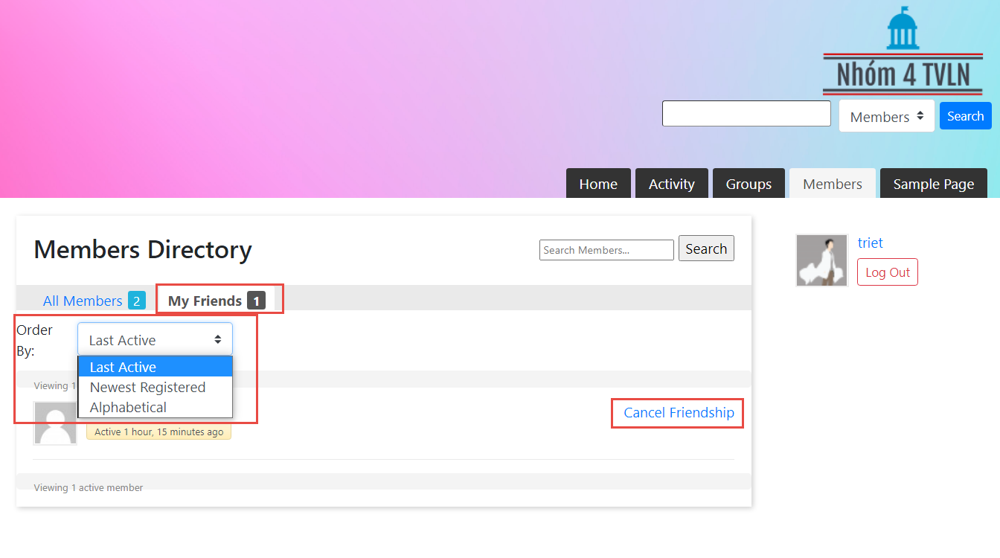 Nhóm 4 TVLN
Members
Search
Home
Activity
Groups
Members
Sample Page
Members Directory
Search Members...
Search
triet
Log Out
All Members 2
My Friends 1
Order
By:
Last Active
Last Active
Newest Registered
Alphabetical
Viewing 1
Cancel Friendship
Active 1 hour, 15 minutes ago
Viewing 1 active member